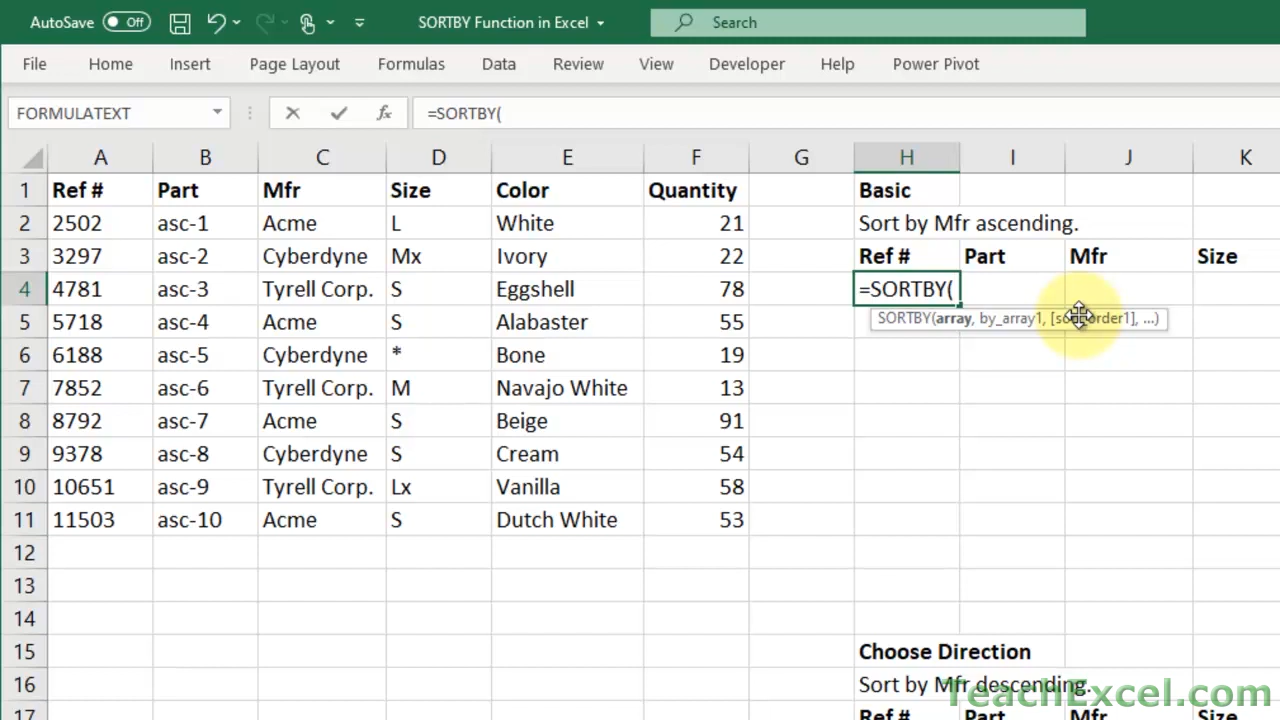 AutoSave Off SORTBY Function in Excel Search
File Home Insert Page Layout Formulas Data Review View Developer Help Power Pivot
FORMULATEXT fx =SORTBY(
A B C D E F G H I J K
1 Ref # Part Mfr Size Color Quantity Basic
2 2502 asc-1 Acme L White 21 Sort by Mfr ascending.
3 3297 asc-2 Cyberdyne Mx Ivory 22 Ref # Part Mfr Size
4 4781 asc-3 Tyrell Corp. S Eggshell 78 =SORTBY(
5 5718 asc-4 Acme S Alabaster 55 SORTBY(array, by_array1, [sort_order1], ...)
6 6188 asc-5 Cyberdyne * Bone 19
7 7852 asc-6 Tyrell Corp. M Navajo White 13
8 8792 asc-7 Acme S Beige 91
9 9378 asc-8 Cyberdyne S Cream 54
10 10651 asc-9 Tyrell Corp. Lx Vanilla 58
11 11503 asc-10 Acme S Dutch White 53
12
13
14
15 Choose Direction
16 Sort by Mfr descending.
TeachExcel.com
17 Ref # Part Mfr Size